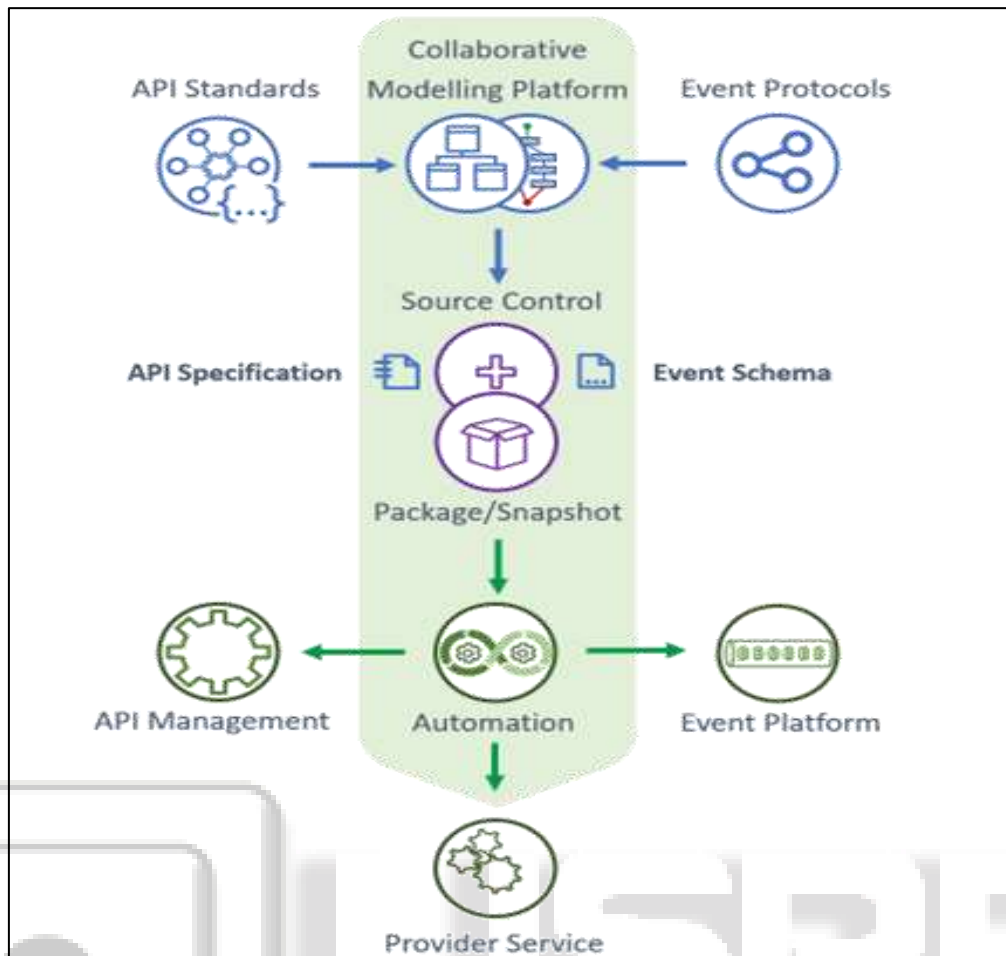 Collaborative
API Standards
Modelling Platform
Event Protocols
{...}
Source Control
API Specification
Event Schema
Package/Snapshot
API Management
Automation
Event Platform
Provider Service